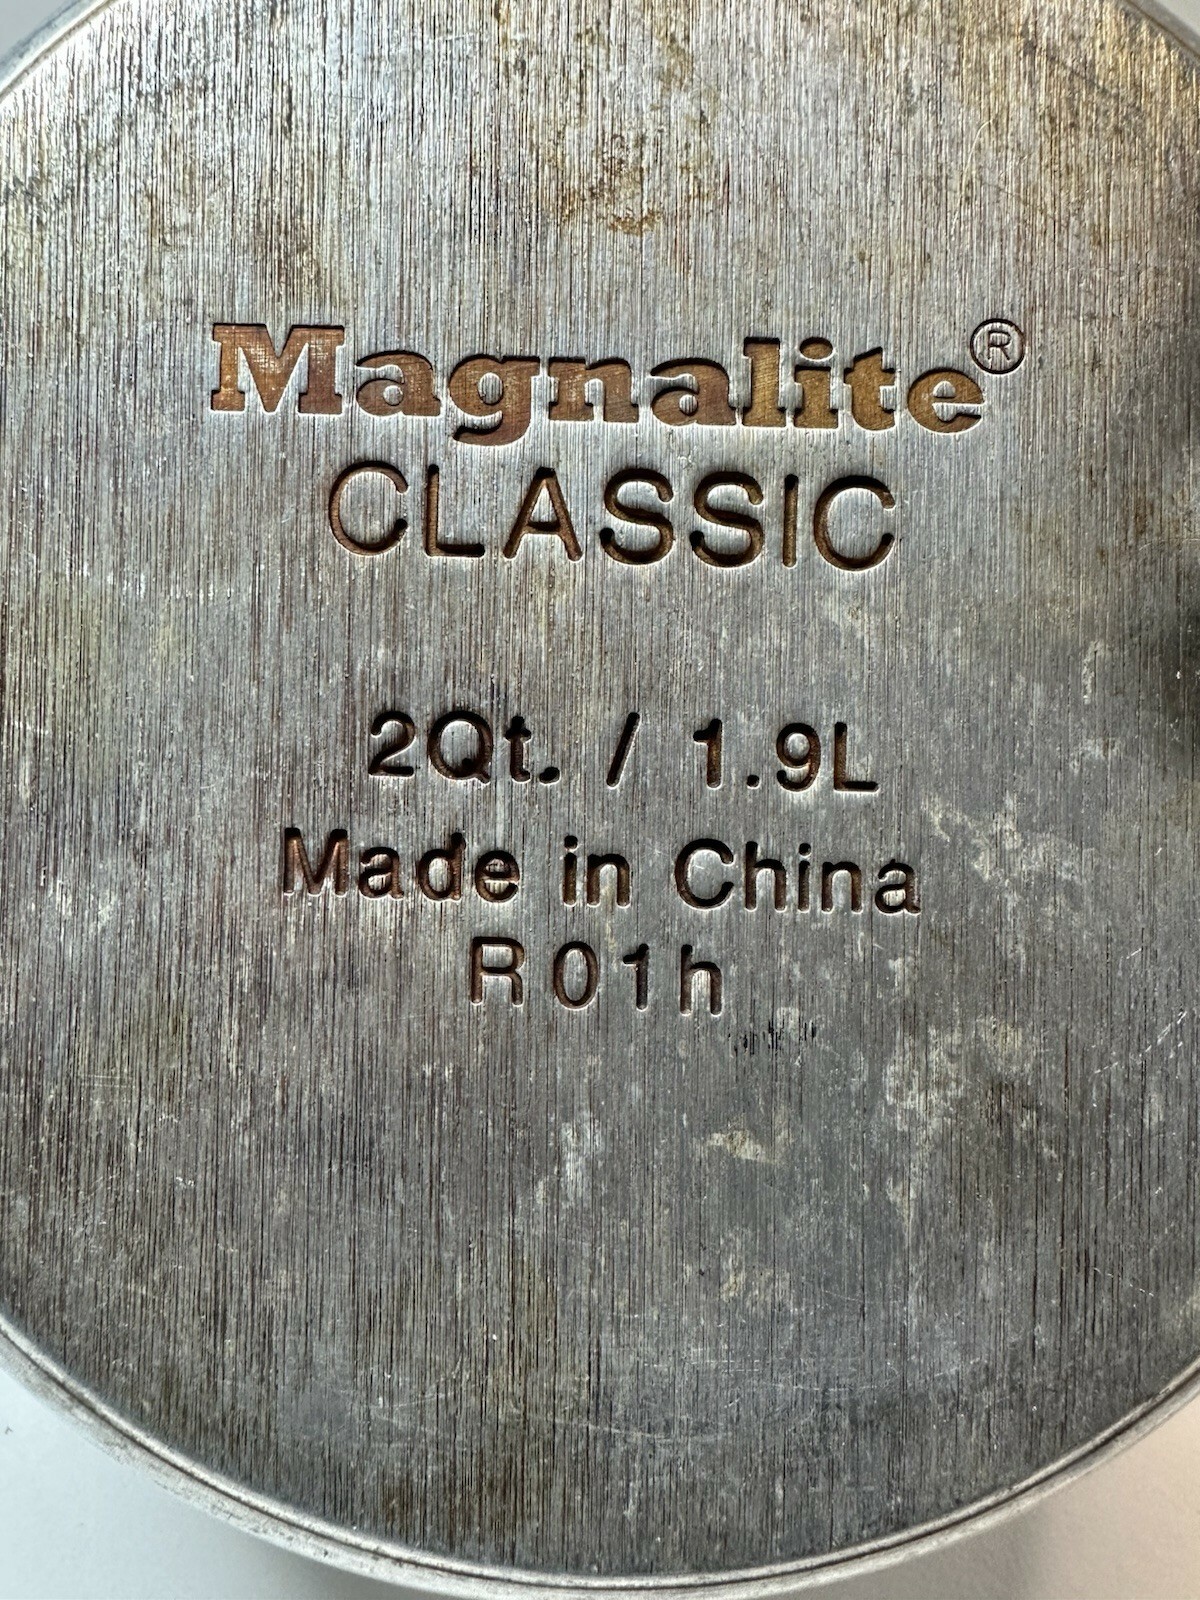 Magnalite®
CLASSIC
2Qt. / 1.9L
Made in China
R01h